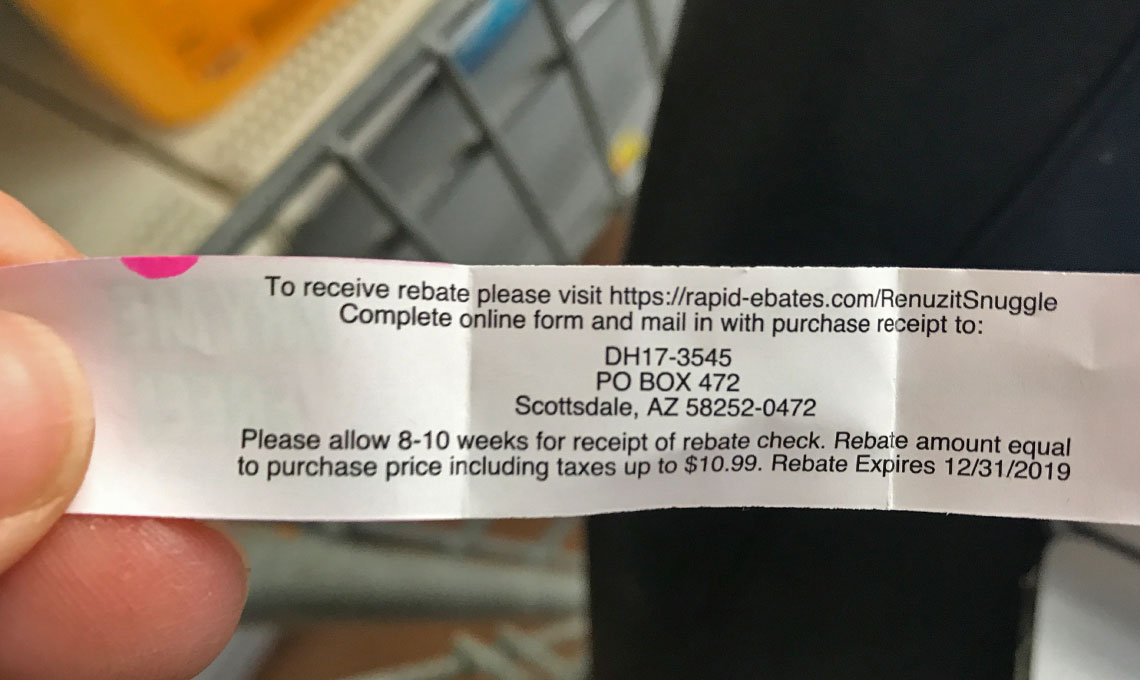 To receive rebate please visit https://rapid-ebates.com/RenuzitSnuggle
Complete online form and mail in with purchase receipt to:
DH17-3545
PO BOX 472
Scottsdale, AZ 58252-0472
Please allow 8-10 weeks for receipt of rebate check. Rebate amount equal
to purchase price including taxes up to $10.99. Rebate Expires 12/31/2019